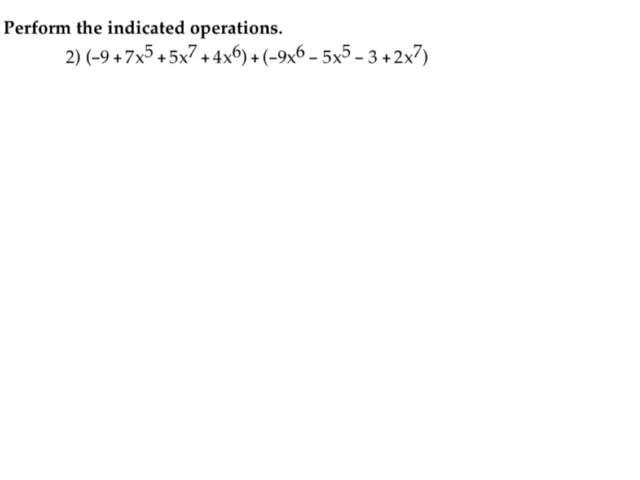 Perform the indicated operations.
2) (–9 + 7x⁵ + 5x⁷ + 4x⁶) + (–9x⁶ – 5x⁵ – 3 + 2x⁷)